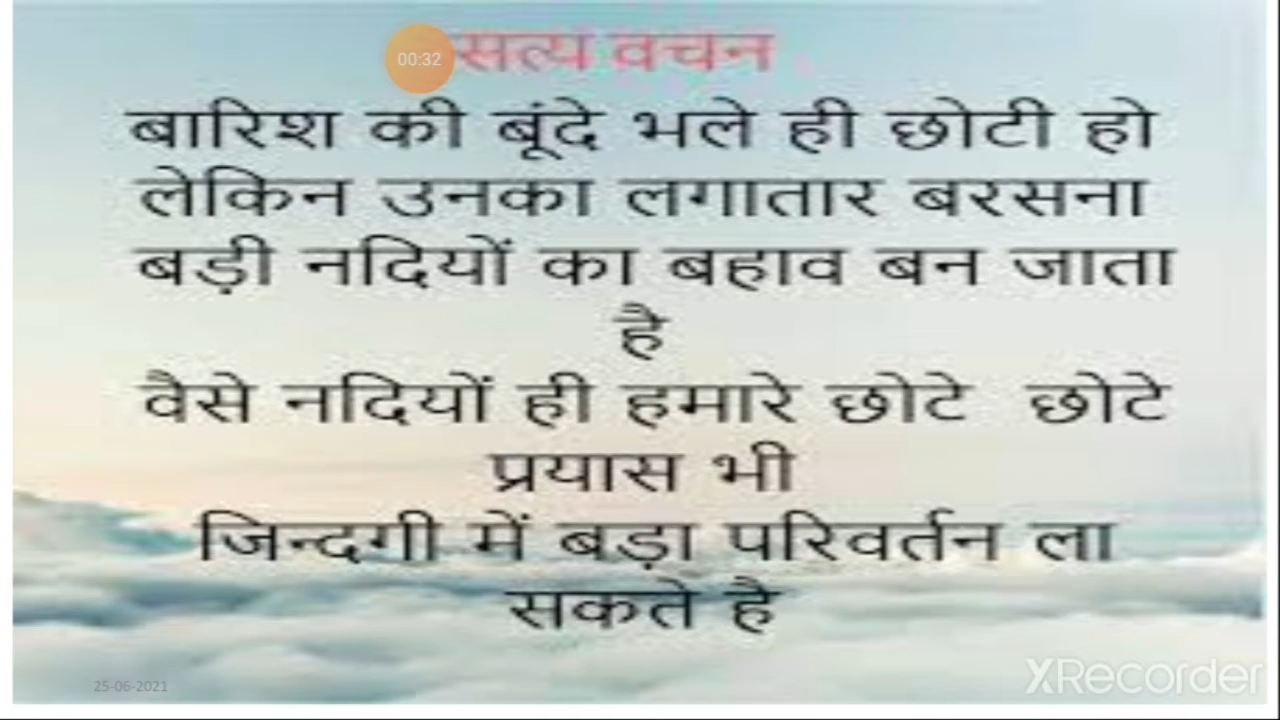 00:32
सत्य वचन
बारिश की बूंदे भले ही छोटी हो
लेकिन उनका लगातार बरसना
बड़ी नदियों का बहाव बन जाता
है
वैसे नदियों ही हमारे छोटे छोटे
प्रयास भी
जिन्दगी में बड़ा परिवर्तन ला
सकते है
25-06-2021
XRecorder